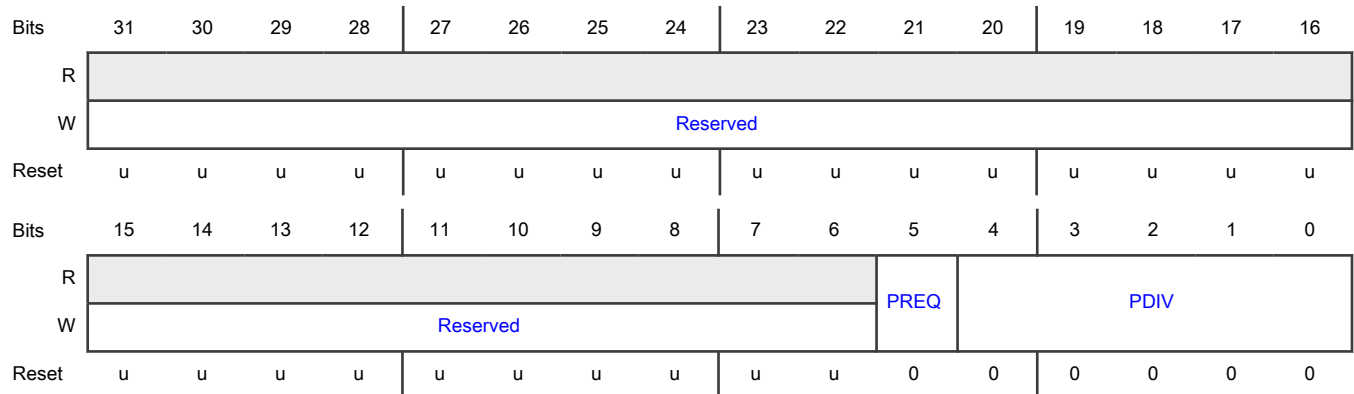 Bits 31 30 29 28 27 26 25 24 23 22 21 20 19 18 17 16
R
W Reserved
Reset u u u u u u u u u u u u u u u u
Bits 15 14 13 12 11 10 9 8 7 6 5 4 3 2 1 0
R
PREQ PDIV
W Reserved
Reset u u u u u u u u u u 0 0 0 0 0 0